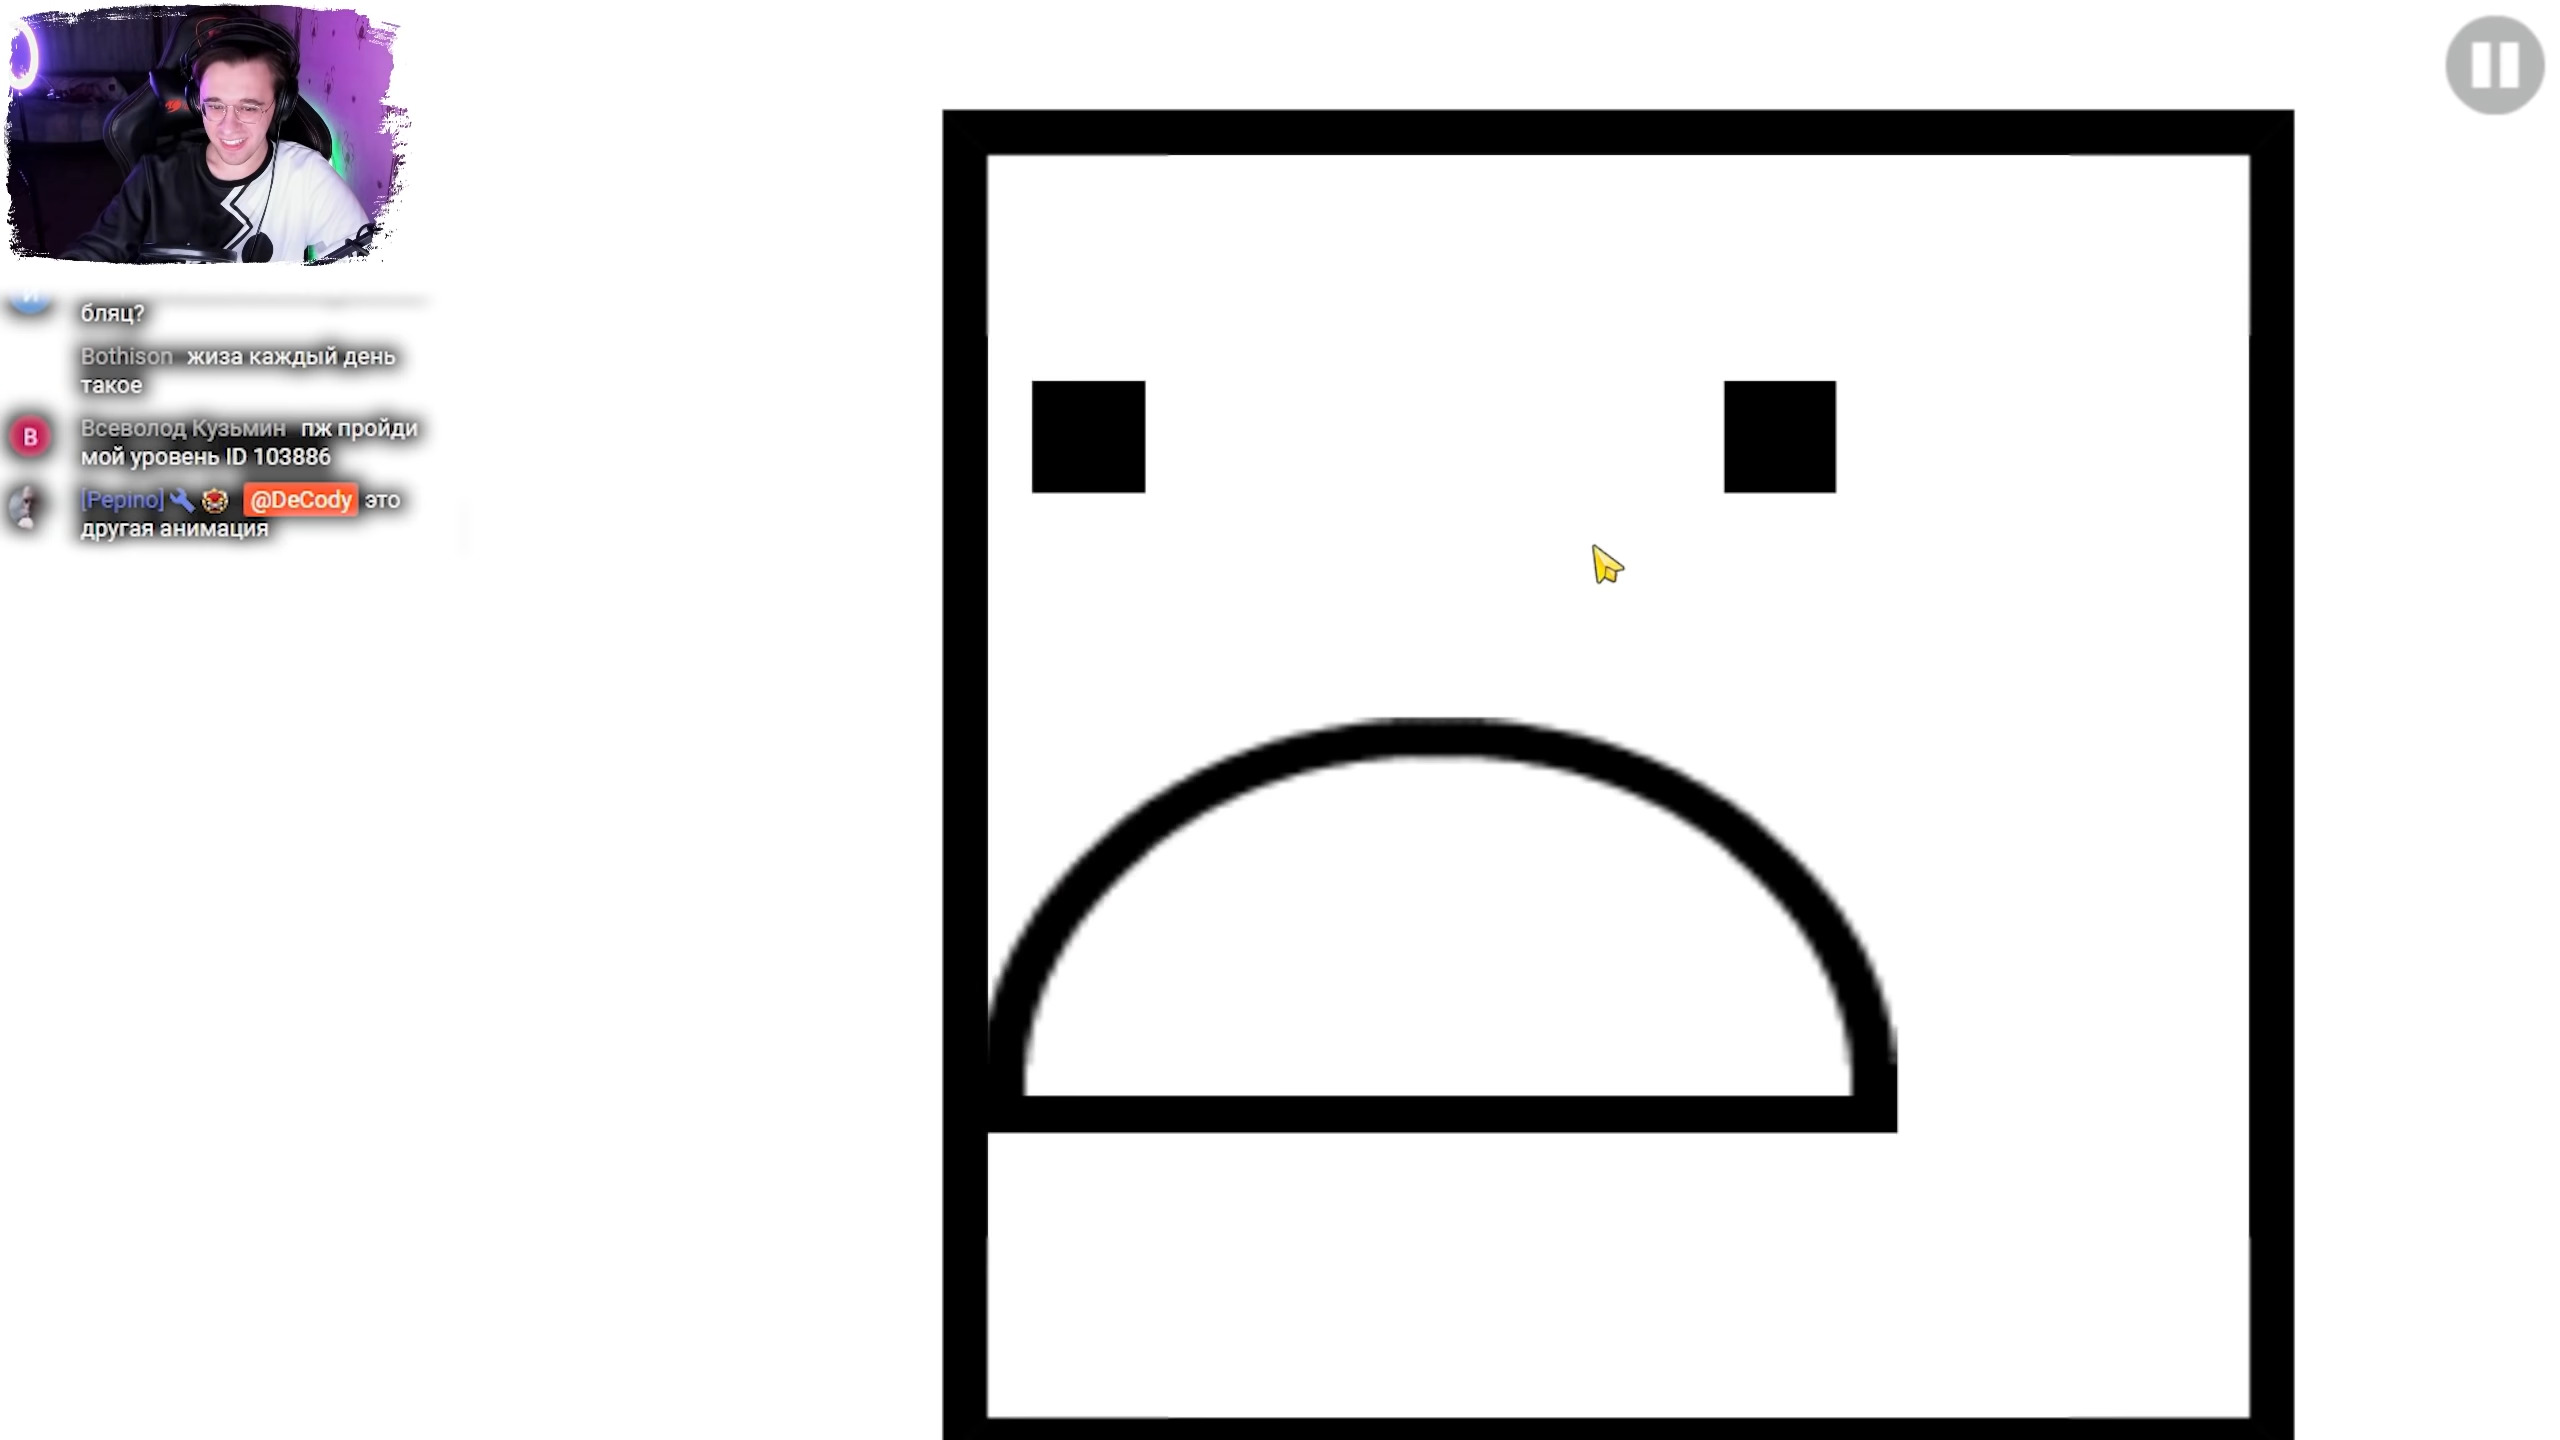 бляц?
Bothison жиза каждый день
такое
В
Всеволод Кузьмин пж пройди
мой уровень ID 103886
[Pepino] @DeCody это
другая анимация